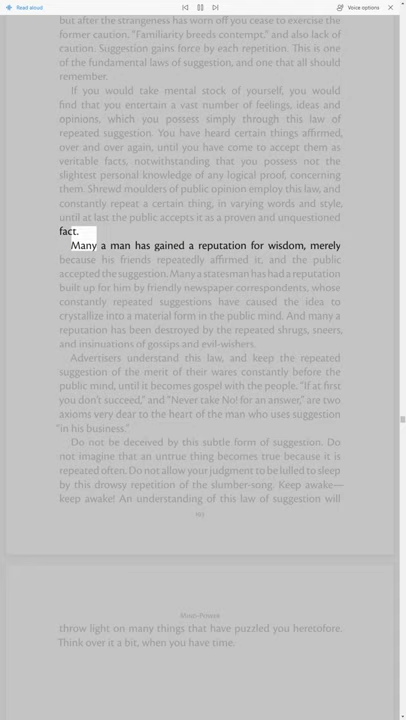 Read aloud
Voice options
but after the strangeness has worn off you cease to exercise the
former caution. "Familiarity breeds contempt," and also lack of
caution. Suggestion gains force by each repetition. This is one
of the fundamental laws of suggestion, and one that all should
remember.
If you would take mental stock of yourself, you would
find that you entertain a vast number of feelings, ideas and
opinions, which you possess simply through this law of
repeated suggestion. You have heard certain things affirmed,
over and over again, until you have come to accept them as
veritable facts, notwithstanding that you possess not the
slightest personal knowledge of any logical proof, concerning
them. Shrewd moulders of public opinion employ this law, and
constantly repeat a certain thing, in varying words and style,
until at last the public accepts it as a proven and unquestioned
fact.
Many a man has gained a reputation for wisdom, merely
because his friends repeatedly affirmed it, and the public
accepted the suggestion. Many a statesman has had a reputation
built up for him by friendly newspaper correspondents, whose
constantly repeated suggestions have caused the idea to
crystallize into a material form in the public mind. And many a
reputation has been destroyed by the repeated shrugs, sneers,
and insinuations of gossips and evil-wishers.
Advertisers understand this law, and keep the repeated
suggestion of the merit of their wares constantly before the
public mind, until it becomes gospel with the people. "If at first
you don't succeed," and "Never take No! for an answer," are two
axioms very dear to the heart of the man who uses suggestion
"in his business."
Do not be deceived by this subtle form of suggestion. Do
not imagine that an untrue thing becomes true because it is
repeated often. Do not allow your judgment to be lulled to sleep
by this drowsy repetition of the slumber-song. Keep awake—
keep awake! An understanding of this law of suggestion will
193
Mind-Power
throw light on many things that have puzzled you heretofore.
Think over it a bit, when you have time.